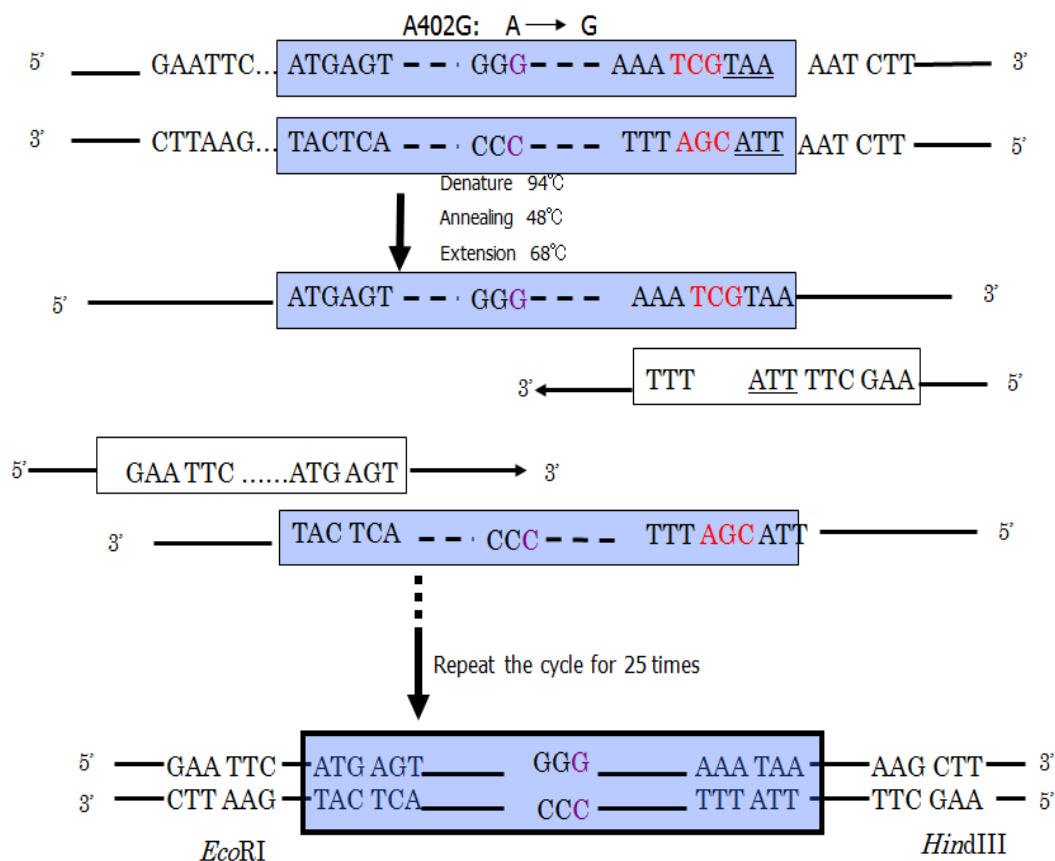 A402G: A G
5’ GAATTC... ATGAGT GGG AAA TCGTAA AAT CTT 3’
3’ CTTAAG... TACTCA CCC TTT AGC ATT AAT CTT 5’
Denature 94℃
Annealing 48℃
Extension 68℃
5’ ATGAGT GGG AAA TCGTAA 3’
3’ TTT ATT TTC GAA 5’
5’ GAA TTC ......ATG AGT 3’
3’ TAC TCA CCC TTT AGC ATT 5’
Repeat the cycle for 25 times
5’ GAA TTC ATG AGT GGG AAA TAA AAG CTT 3’
3’ CTT AAG TAC TCA CCC TTT ATT TTC GAA 5’
EcoRI HindIII